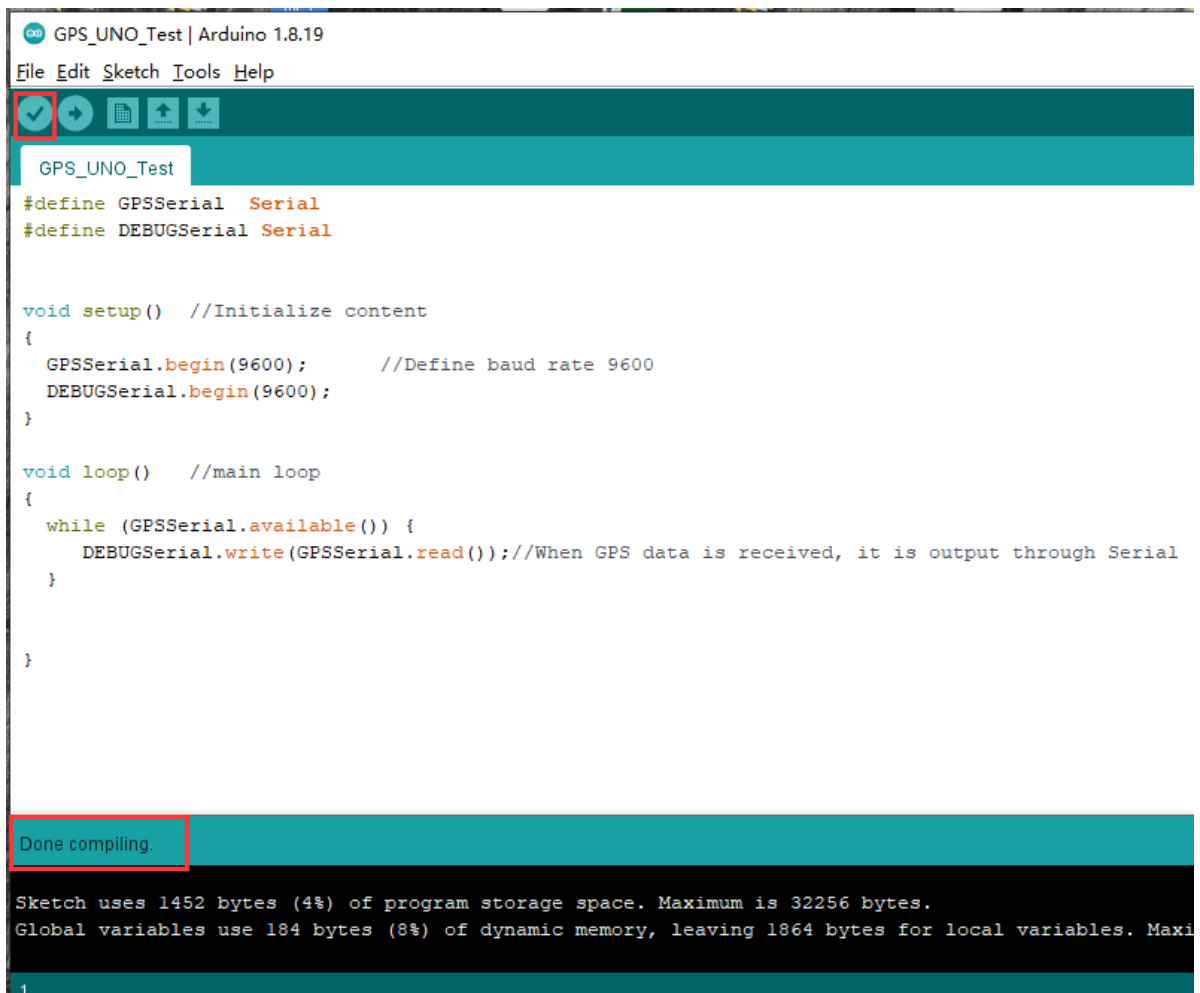 GPS_UNO_Test | Arduino 1.8.19
File Edit Sketch Tools Help
GPS_UNO_Test
#define GPSSerial  Serial
#define DEBUGSerial Serial
void setup()  //Initialize content
{
  GPSSerial.begin(9600);      //Define baud rate 9600
  DEBUGSerial.begin(9600);
}
void loop()   //main loop
{
  while (GPSSerial.available()) {
     DEBUGSerial.write(GPSSerial.read());//When GPS data is received, it is output through Serial
  }
}
Done compiling.
Sketch uses 1452 bytes (4%) of program storage space. Maximum is 32256 bytes.
Global variables use 184 bytes (8%) of dynamic memory, leaving 1864 bytes for local variables. Maxi
1